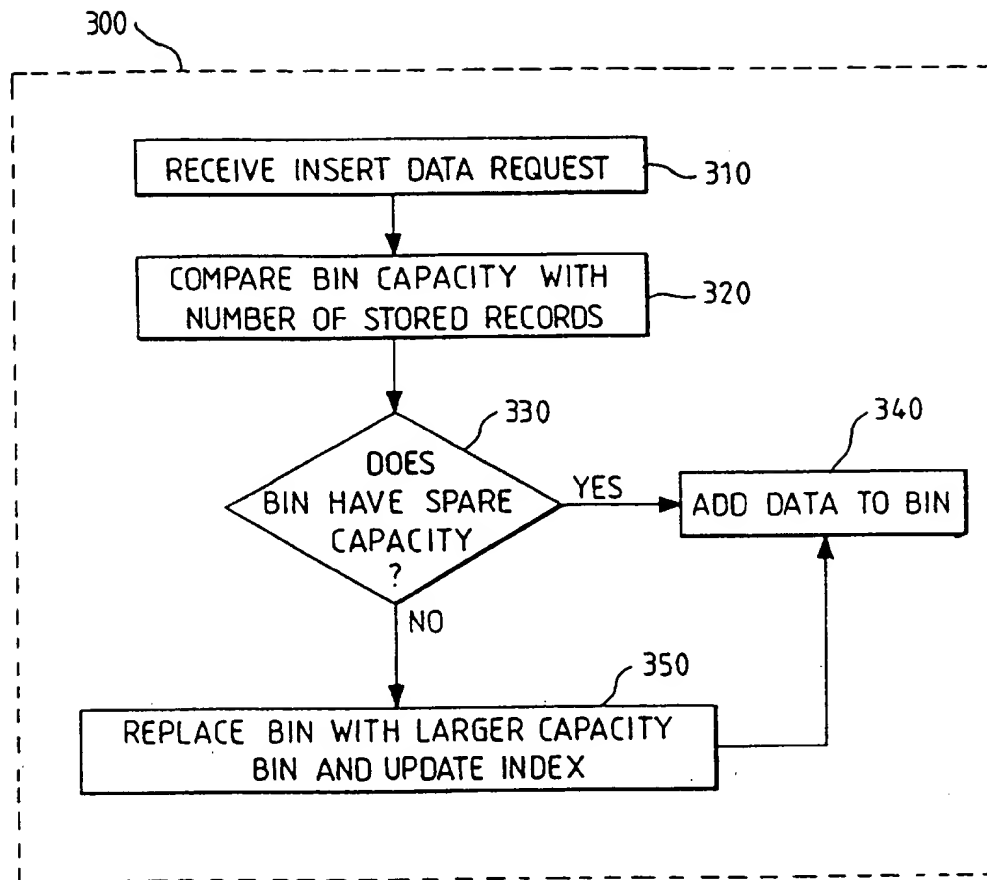 300
RECEIVE INSERT DATA REQUEST
310
COMPARE BIN CAPACITY WITH
NUMBER OF STORED RECORDS
320
330
DOES
BIN HAVE SPARE
CAPACITY
?
YES
340
ADD DATA TO BIN
NO
350
REPLACE BIN WITH LARGER CAPACITY
BIN AND UPDATE INDEX